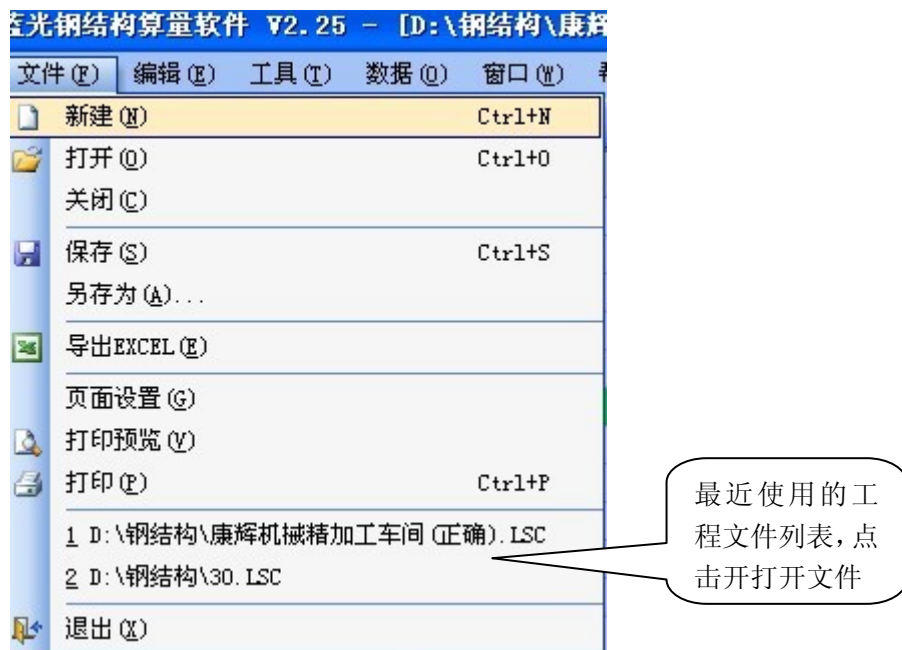 蓝光钢结构算量软件 V2.25 - [D:\钢结构\康辉
文件(F) 编辑(E) 工具(T) 数据(Q) 窗口(W)
新建(N) Ctrl+N
打开(O) Ctrl+O
关闭(C)
保存(S) Ctrl+S
另存为(A)...
导出EXCEL(E)
页面设置(G)
打印预览(V)
打印(P) Ctrl+P
1 D:\钢结构\康辉机械精加工车间(正确).LSC
2 D:\钢结构\30.LSC
退出(X)
最近使用的工
程文件列表，点
击开打开文件